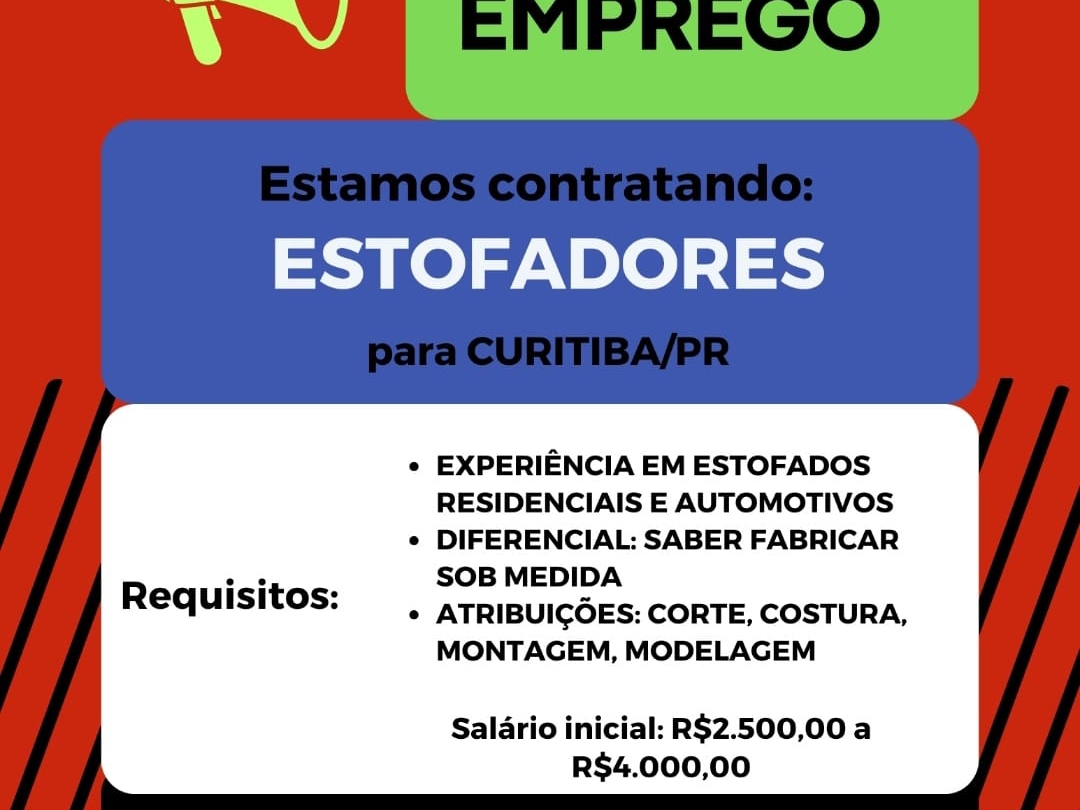 EMPREGO
Estamos contratando:
ESTOFADORES
para CURITIBA/PR
Requisitos:
• EXPERIÊNCIA EM ESTOFADOS
RESIDENCIAIS E AUTOMOTIVOS
• DIFERENCIAL: SABER FABRICAR
SOB MEDIDA
• ATRIBUIÇÕES: CORTE, COSTURA,
MONTAGEM, MODELAGEM
Salário inicial: R$2.500,00 a
R$4.000,00